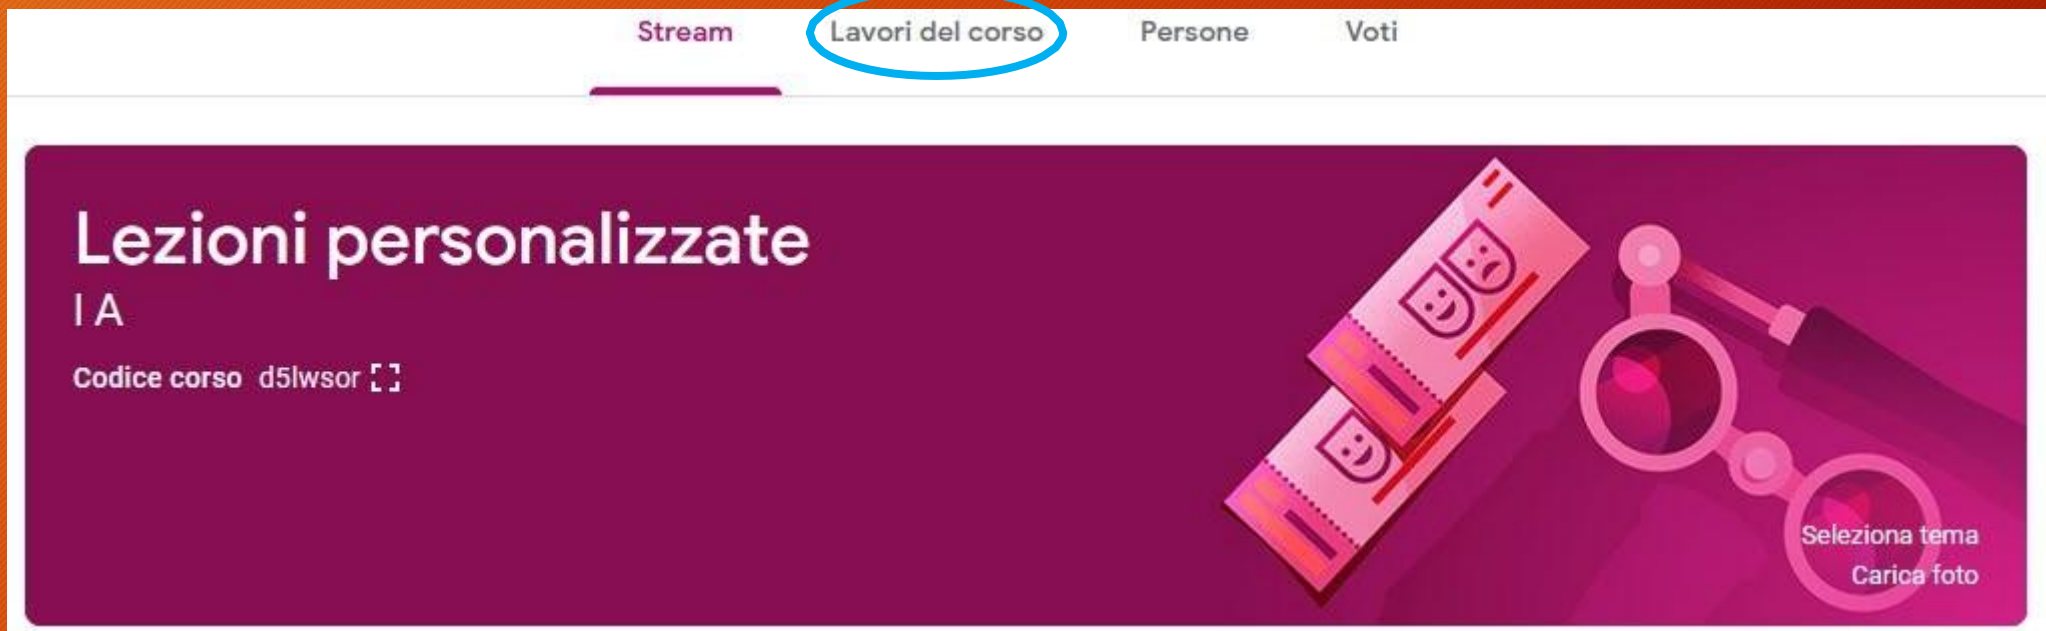 Stream Lavori del corso Persone Voti
Lezioni personalizzate
I A
Codice corso d5lwsor
Seleziona tema
Carica foto